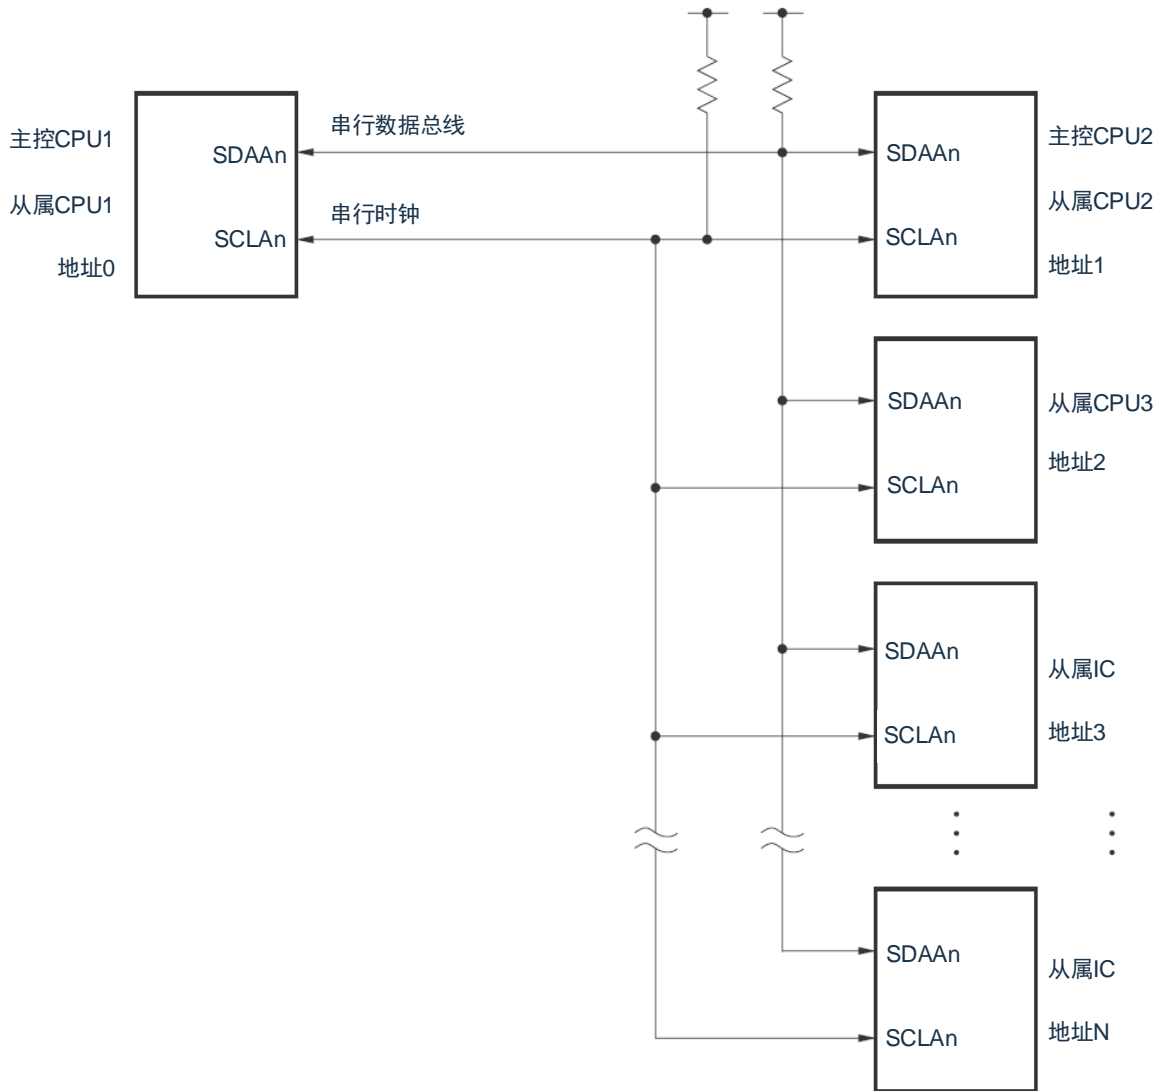 串行数据总线
主控CPU1
SDAAn
SDAAn
主控CPU2
从属CPU1
串行时钟
从属CPU2
SCLAn
SCLAn
地址0
地址1
SDAAn
从属CPU3
地址2
SCLAn
SDAAn
从属IC
SCLAn
地址3
SDAAn
从属IC
SCLAn
地址N